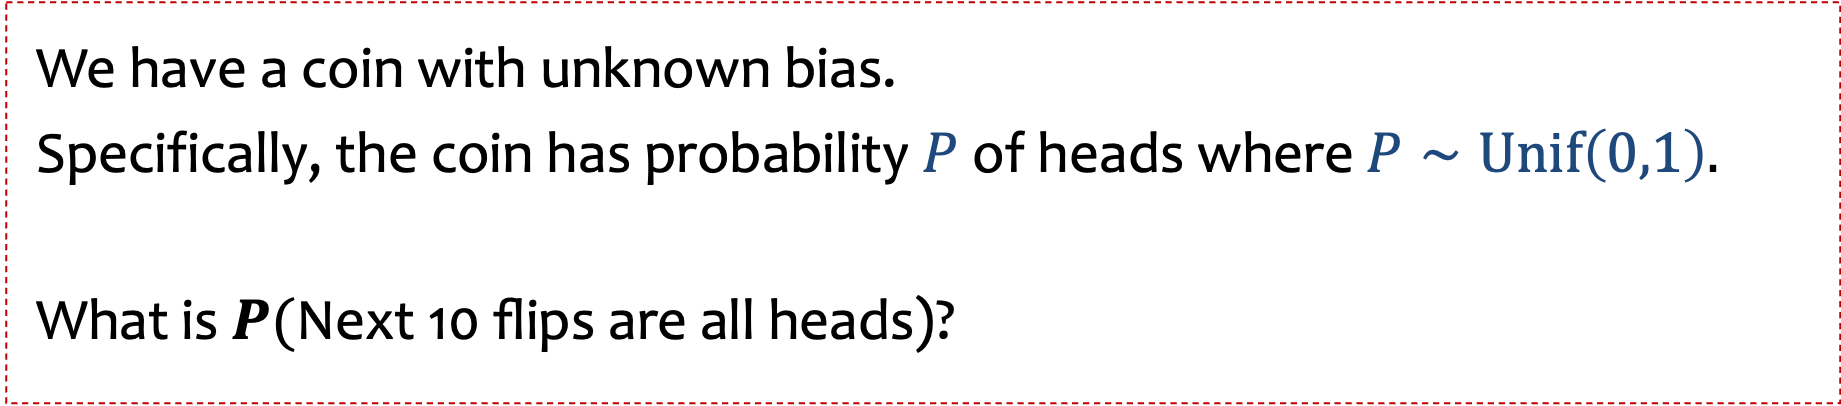 We have a coin with unknown bias.
Specifically, the coin has probability P of heads where P ~ Unif(0,1).
What is P(Next 10 flips are all heads)?